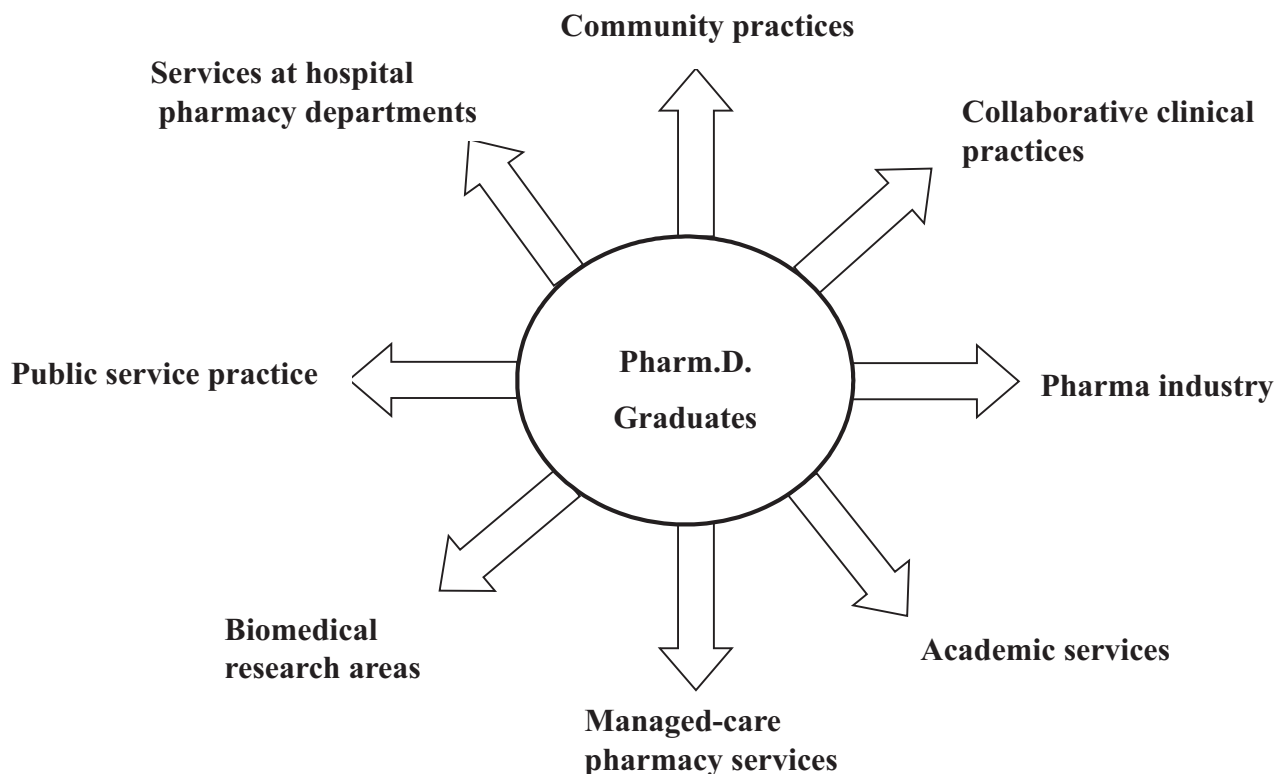 Community practices
Services at hospital
pharmacy departments
Collaborative clinical
practices
Public service practice
Pharm.D.
Graduates
Pharma industry
Biomedical
research areas
Academic services
Managed-care
pharmacy services